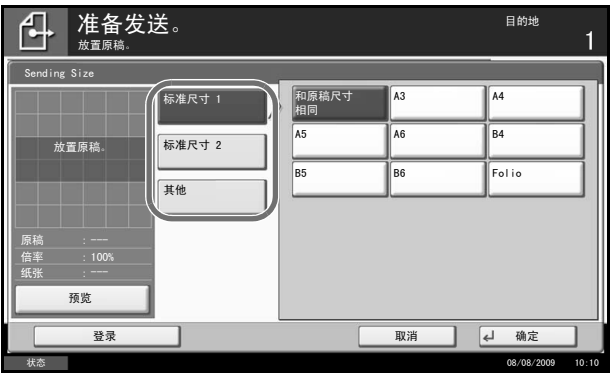 准备发送。
放置原稿。
目的地
1
Sending Size
标准尺寸 1
标准尺寸 2
其他
放置原稿。
原稿 : ---
倍率 : 100%
纸张 : ---
预览
和原稿尺寸
相同
A3
A4
A5
A6
B4
B5
B6
Folio
登录
取消
确定
状态
08/08/2009 10:10